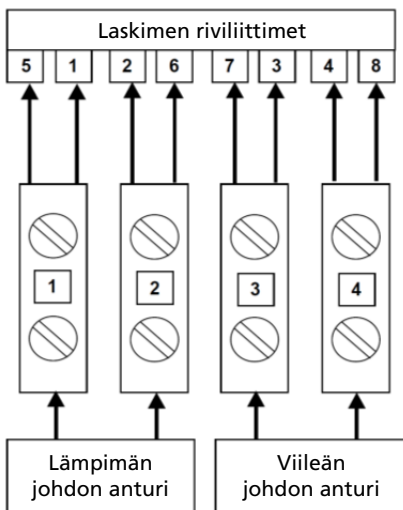 Laskimen riviliittimet
5 1 2 6 7 3 4 8
1 2 3 4
Lämpimän
johdon anturi
Viileän
johdon anturi